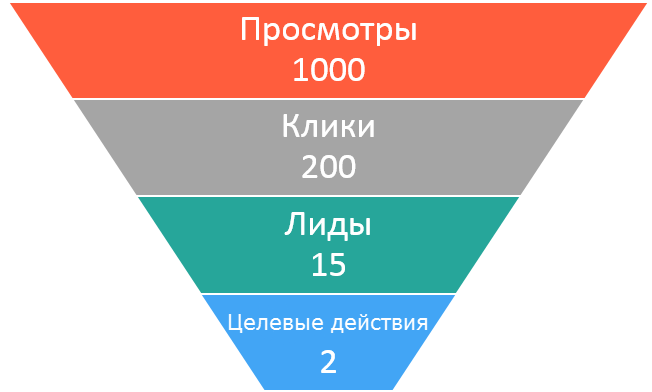 Просмотры
1000
Клики
200
Лиды
15
Целевые действия
2